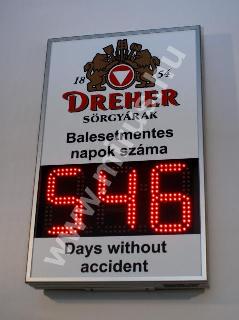 18 54
DREHER
SÖRGYÁRAK
Balesetmentes
napok száma
546
Days without
accident